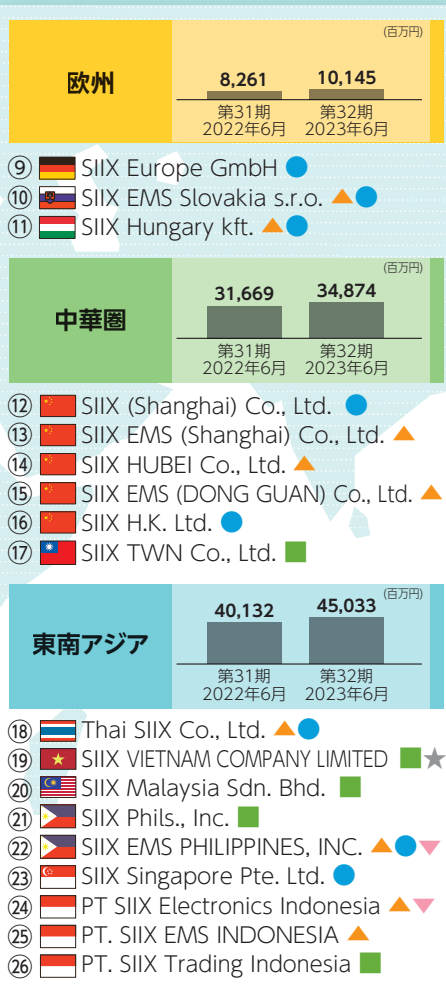 (百万円)
欧州
8,261 10,145
第31期 第32期
2022年6月 2023年6月
⑨ SIIX Europe GmbH
⑩ SIIX EMS Slovakia s.r.o.
⑪ SIIX Hungary kft.
(百万円)
中華圏
31,669 34,874
第31期 第32期
2022年6月 2023年6月
⑫ SIIX (Shanghai) Co., Ltd.
⑬ SIIX EMS (Shanghai) Co., Ltd.
⑭ SIIX HUBEI Co., Ltd.
⑮ SIIX EMS (DONG GUAN) Co., Ltd.
⑯ SIIX H.K. Ltd.
⑰ SIIX TWN Co., Ltd.
(百万円)
東南アジア
40,132 45,033
第31期 第32期
2022年6月 2023年6月
⑱ Thai SIIX Co., Ltd.
⑲ SIIX VIETNAM COMPANY LIMITED
⑳ SIIX Malaysia Sdn. Bhd.
㉑ SIIX Phils., Inc.
㉒ SIIX EMS PHILIPPINES, INC.
㉓ SIIX Singapore Pte. Ltd.
㉔ PT SIIX Electronics Indonesia
㉕ PT. SIIX EMS INDONESIA
㉖ PT. SIIX Trading Indonesia